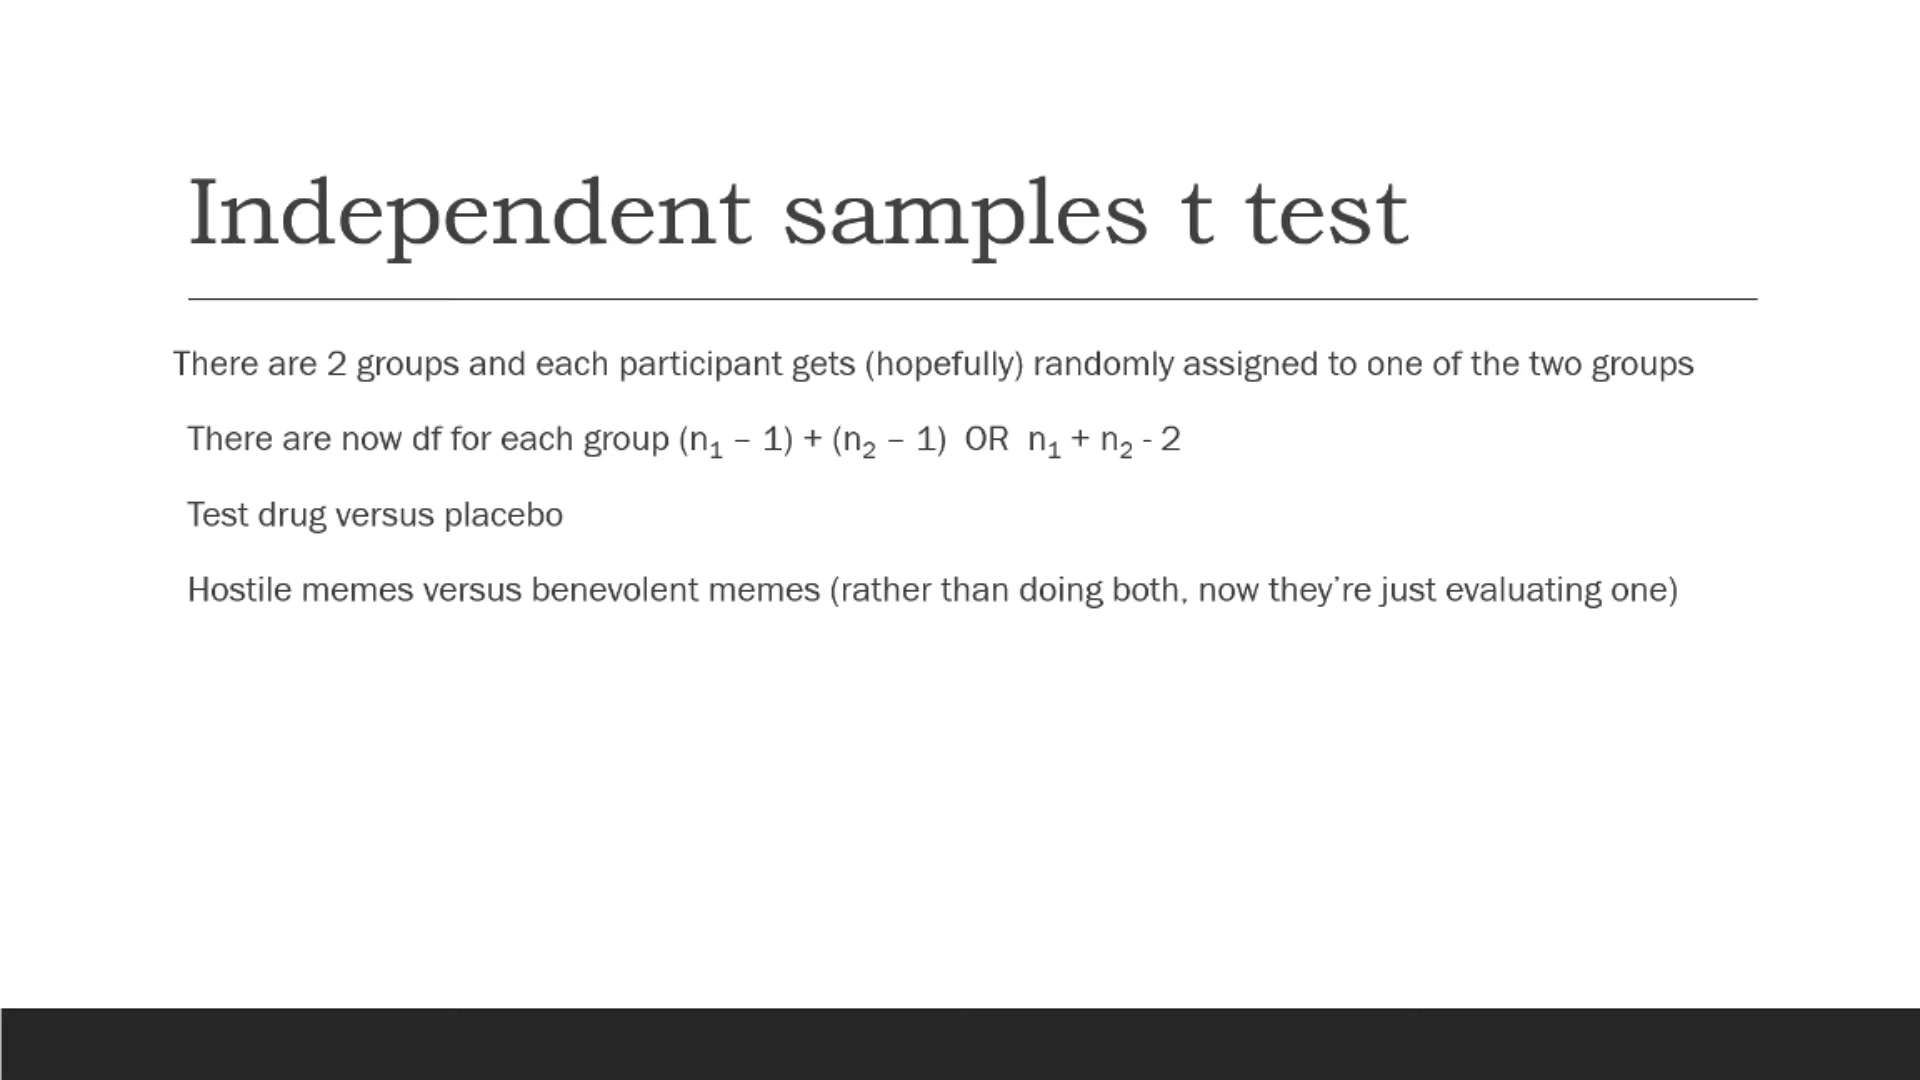 Independent samples t test
There are 2 groups and each participant gets (hopefully) randomly assigned to one of the two groups
There are now df for each group (n₁ – 1) + (n₂ – 1) OR n₁ + n₂ - 2
Test drug versus placebo
Hostile memes versus benevolent memes (rather than doing both, now they’re just evaluating one)